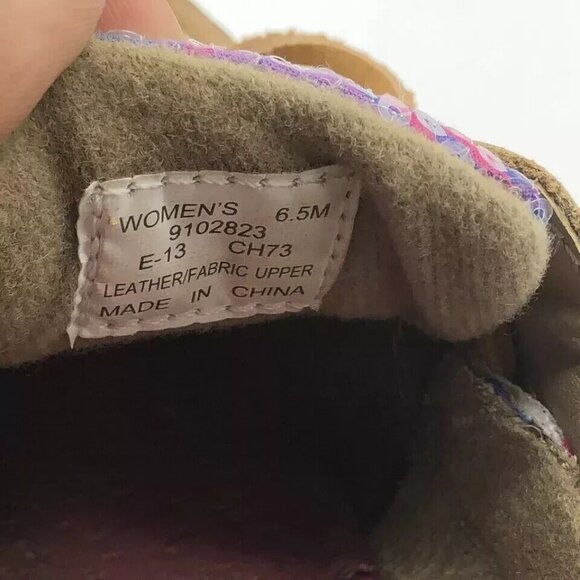 WOMEN'S 6.5M
9102823
E-13 CH73
LEATHER/FABRIC UPPER
MADE IN CHINA